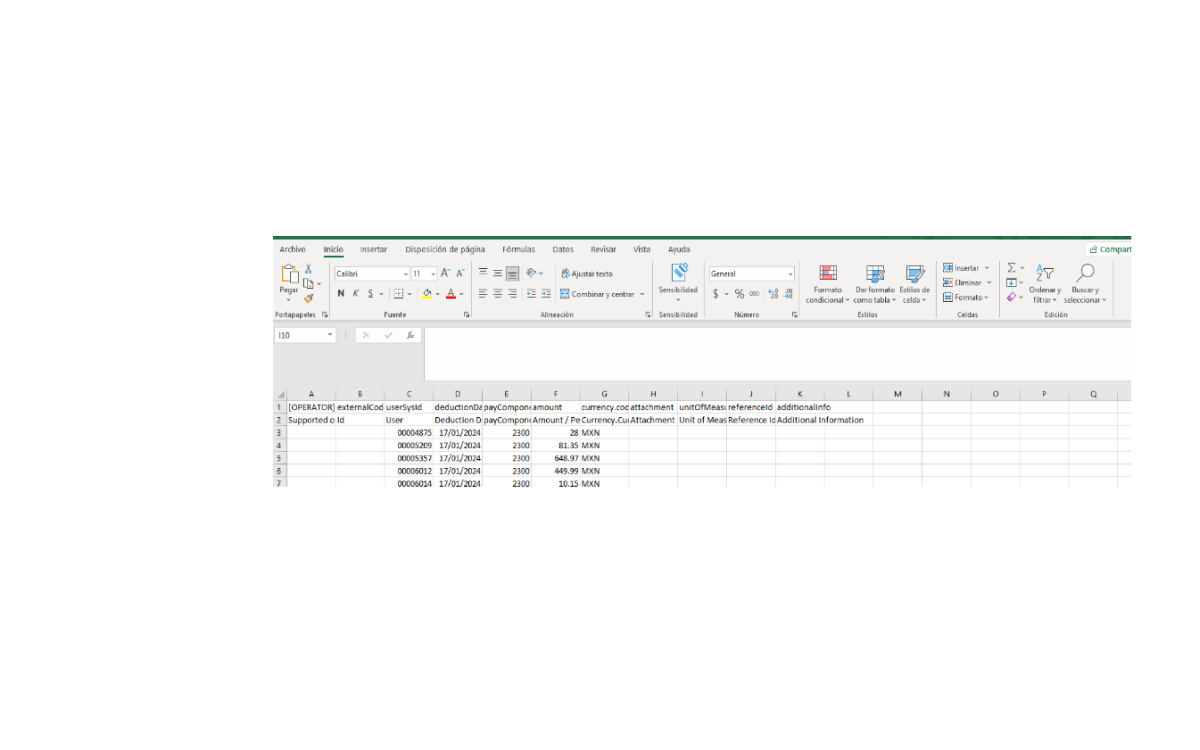 Archivo Inicio Insertar Disposición de página Fórmulas Datos Revisar Vista Ayuda Compart
Calibri 11 Ajustar texto General Insertar
Pegar Sensibilidad Formato condicional Dar formato como tabla Estilos de celda Eliminar Ordenar y filtrar Buscar y seleccionar
N K S Combinar y centrar $ % 000 Formato
Portapapeles Fuente Alineación Sensibilidad Número Estilos Celdas Edición
I10 fx
A B C D E F G H I J K L M N O P Q
1 [OPERATOR] externalCod userSysId deductionDa payCompone amount currency.cod attachment unitOfMeasu referenceId additionalInfo
2 Supported o Id User Deduction D payCompone Amount / Pe Currency.Cu Attachment Unit of Meas Reference Id Additional Information
3 00004875 17/01/2024 2300 28 MXN
4 00005209 17/01/2024 2300 81.35 MXN
5 00005357 17/01/2024 2300 648.97 MXN
6 00006012 17/01/2024 2300 449.99 MXN
7 00006014 17/01/2024 2300 10.15 MXN